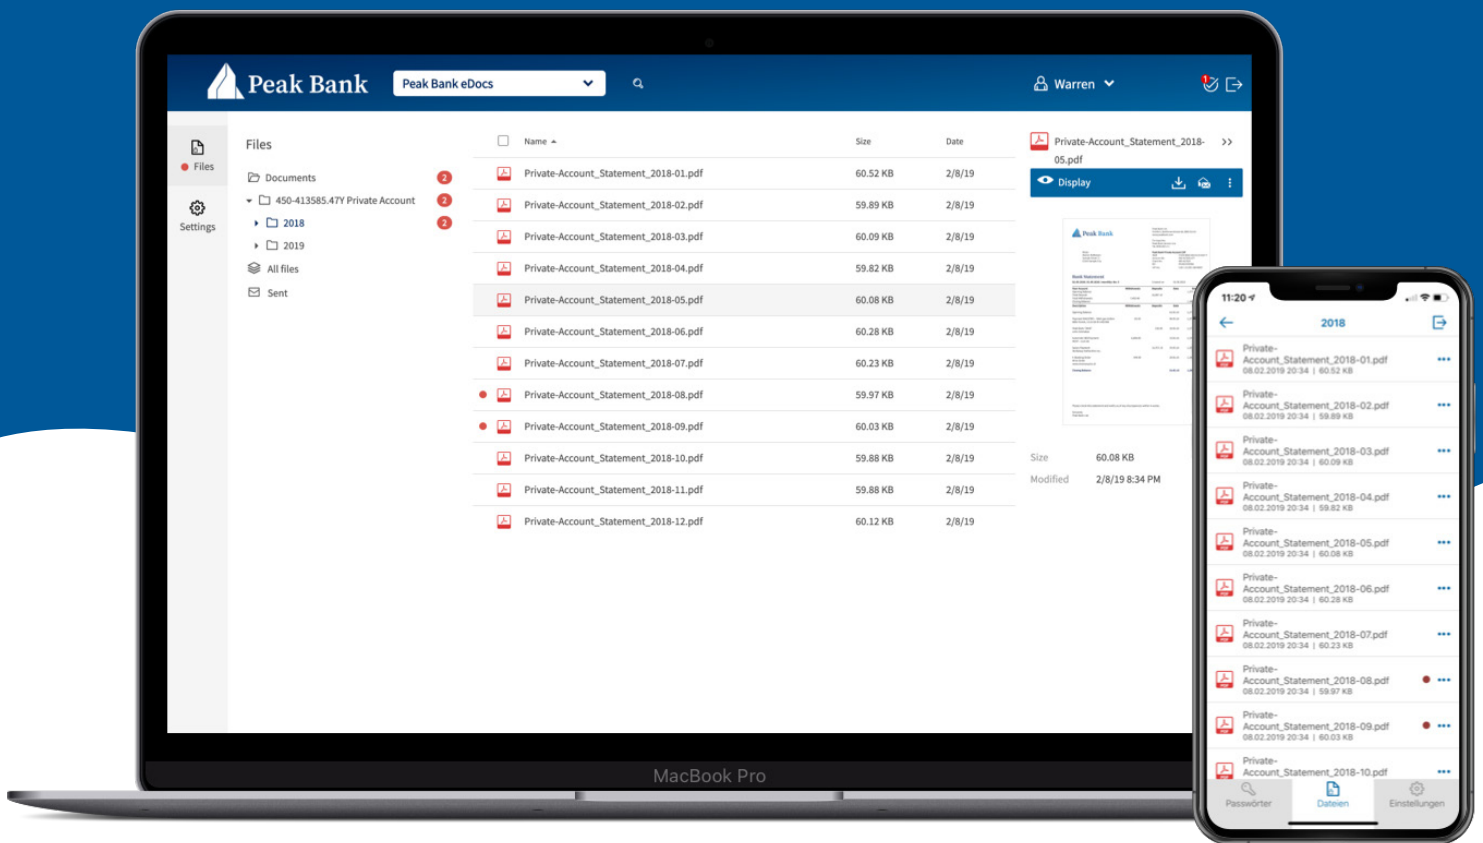 Peak Bank
Peak Bank eDocs
Warren
1
Files
Settings
Files
Documents 2
450-413585.47Y Private Account 2
2018 2
2019
All files
Sent
Name Size Date
Private-Account_Statement_2018-01.pdf 60.52 KB 2/8/19
Private-Account_Statement_2018-02.pdf 59.89 KB 2/8/19
Private-Account_Statement_2018-03.pdf 60.09 KB 2/8/19
Private-Account_Statement_2018-04.pdf 59.82 KB 2/8/19
Private-Account_Statement_2018-05.pdf 60.08 KB 2/8/19
Private-Account_Statement_2018-06.pdf 60.28 KB 2/8/19
Private-Account_Statement_2018-07.pdf 60.23 KB 2/8/19
Private-Account_Statement_2018-08.pdf 59.97 KB 2/8/19
Private-Account_Statement_2018-09.pdf 60.03 KB 2/8/19
Private-Account_Statement_2018-10.pdf 59.88 KB 2/8/19
Private-Account_Statement_2018-11.pdf 59.88 KB 2/8/19
Private-Account_Statement_2018-12.pdf 60.12 KB 2/8/19
Private-Account_Statement_2018-
05.pdf
Display
Peak Bank
Bank Statement
Size 60.08 KB
Modified 2/8/19 8:34 PM
MacBook Pro
11:20
2018
Private-
Account_Statement_2018-01.pdf
08.02.2019 20:34 | 60.52 KB
Private-
Account_Statement_2018-02.pdf
08.02.2019 20:34 | 59.89 KB
Private-
Account_Statement_2018-03.pdf
08.02.2019 20:34 | 60.09 KB
Private-
Account_Statement_2018-04.pdf
08.02.2019 20:34 | 59.82 KB
Private-
Account_Statement_2018-05.pdf
08.02.2019 20:34 | 60.08 KB
Private-
Account_Statement_2018-06.pdf
08.02.2019 20:34 | 60.28 KB
Private-
Account_Statement_2018-07.pdf
08.02.2019 20:34 | 60.23 KB
Private-
Account_Statement_2018-08.pdf
08.02.2019 20:34 | 59.97 KB
Private-
Account_Statement_2018-09.pdf
08.02.2019 20:34 | 60.03 KB
Private-
Account_Statement_2018-10.pdf
Passwörter Dateien Einstellungen